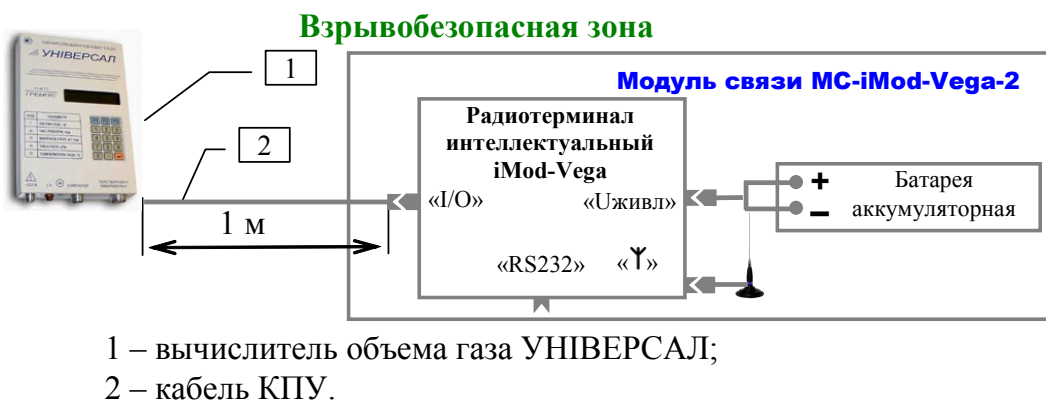 Взрывобезопасная зона
УНІВЕРСАЛ
1
Модуль связи МС-iMod-Vega-2
Радиотерминал
интеллектуальный
iMod-Vega
2
«I/O»
«Uживл»
+
−
Батарея
аккумуляторная
1 м
«RS232»
« »
1 – вычислитель объема газа УНІВЕРСАЛ;
2 – кабель КПУ.